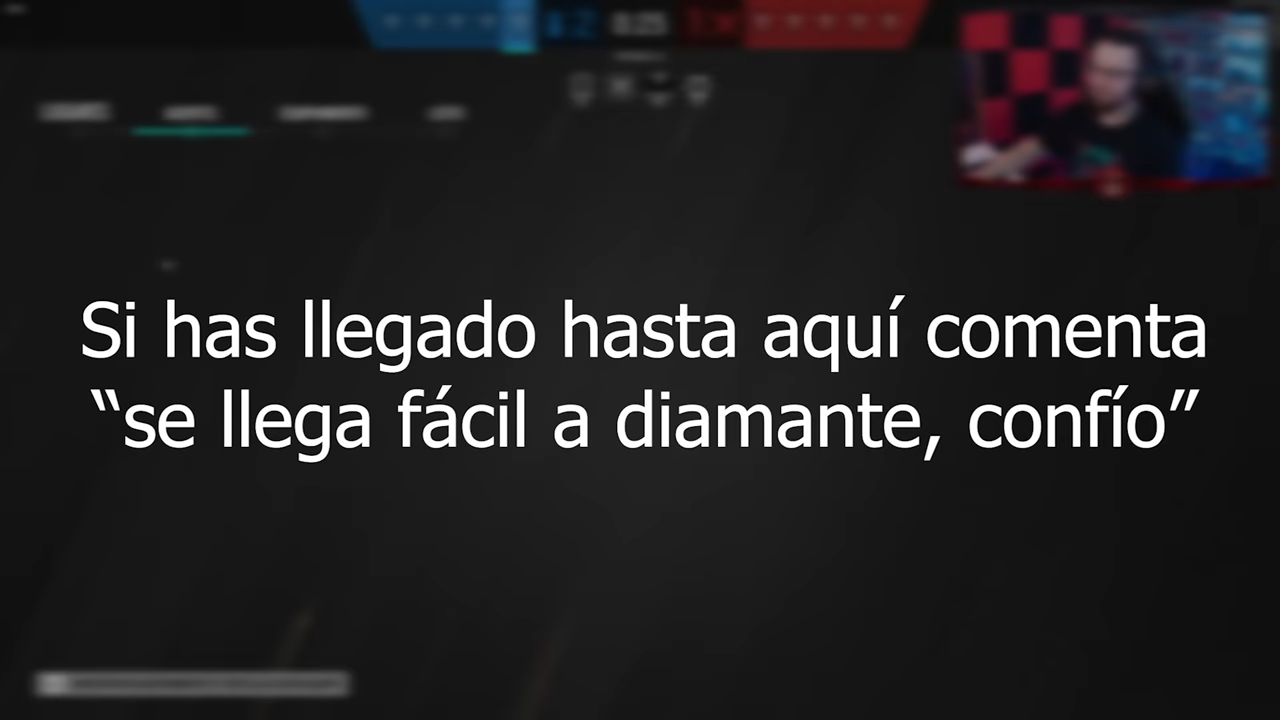 Si has llegado hasta aquí comenta
“se llega fácil a diamante, confío”